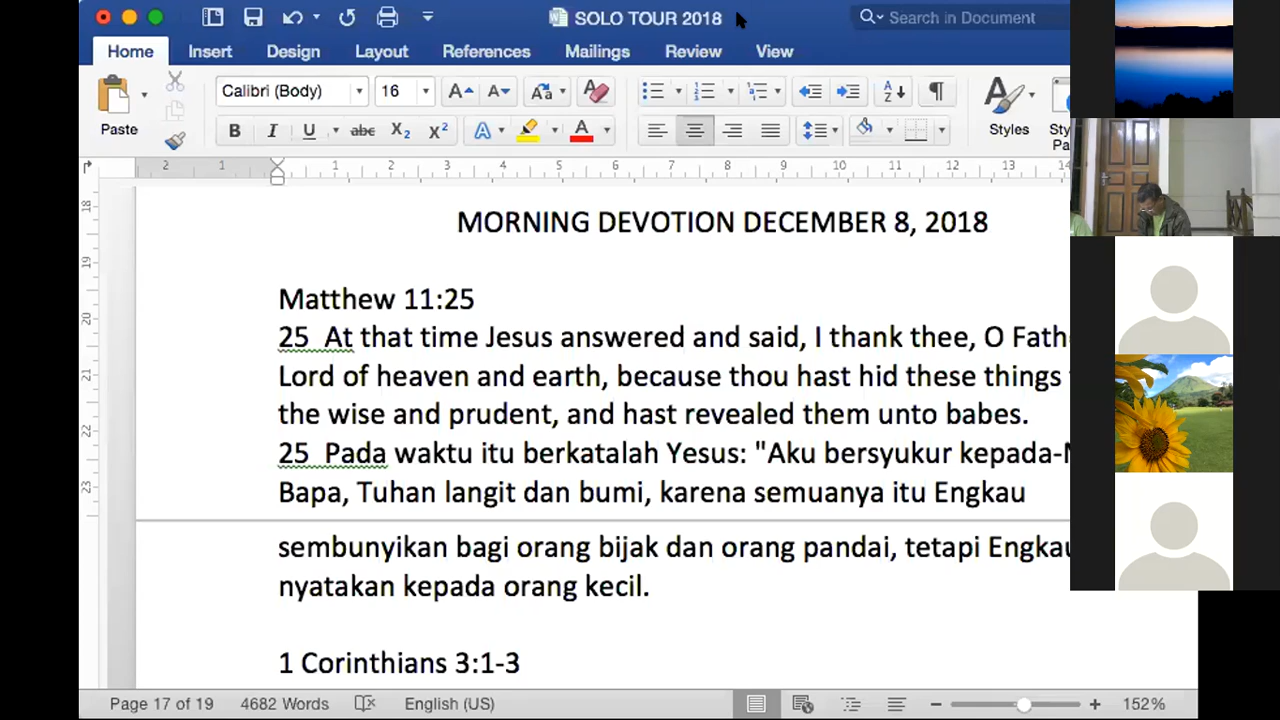 SOLO TOUR 2018
Search in Document
Home Insert Design Layout References Mailings Review View
Paste
Calibri (Body) 16
Styles
MORNING DEVOTION DECEMBER 8, 2018
Matthew 11:25
25 At that time Jesus answered and said, I thank thee, O
Lord of heaven and earth, because thou hast hid these things
the wise and prudent, and hast revealed them unto babes.
25 Pada waktu itu berkatalah Yesus: "Aku bersyukur
Bapa, Tuhan langit dan bumi, karena semuanya itu Engkau
sembunyikan bagi orang bijak dan orang pandai, tetapi
nyatakan kepada orang kecil.
1 Corinthians 3:1-3
Page 17 of 19 4682 Words English (US) 152%